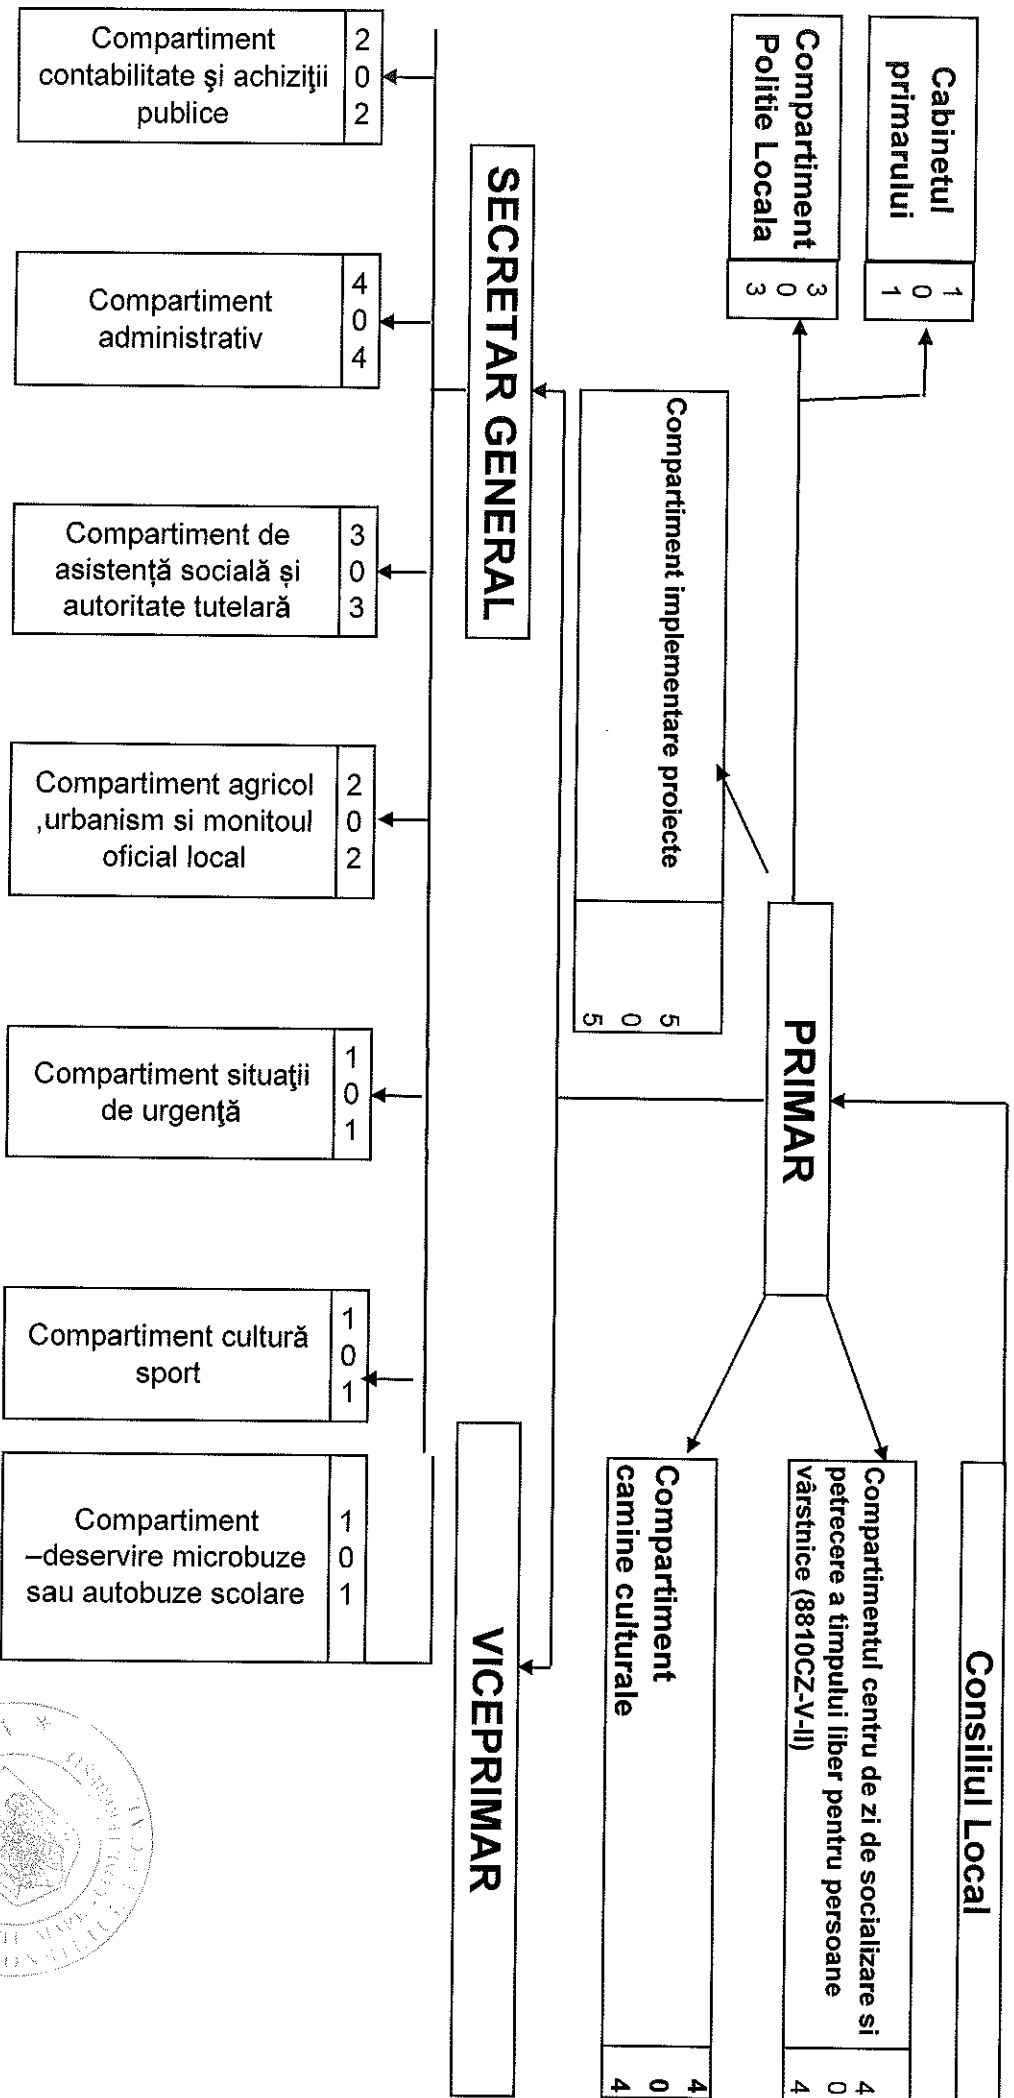 Consiliul Local
Cabinetul
primarului
1
0
1
Compartiment
Politie Locala
3
0
3
PRIMAR
Compartimentul centru de zi de socializare si
petrecere a timpului liber pentru persoane
vârstnice (8810CZ-V-II)
4
0
4
Compartiment implementare proiecte
5
0
5
Compartiment
camine culturale
4
0
4
SECRETAR GENERAL
VICEPRIMAR
Compartiment
contabilitate şi achiziţii
publice
2
0
2
Compartiment
administrativ
4
0
4
Compartiment de
asistență socială și
autoritate tutelară
3
0
3
Compartiment agricol
,urbanism si monitoul
oficial local
2
0
2
Compartiment situaţii
de urgenţă
1
0
1
Compartiment cultură
sport
1
0
1
Compartiment
–deservire microbuze
sau autobuze scolare
1
0
1